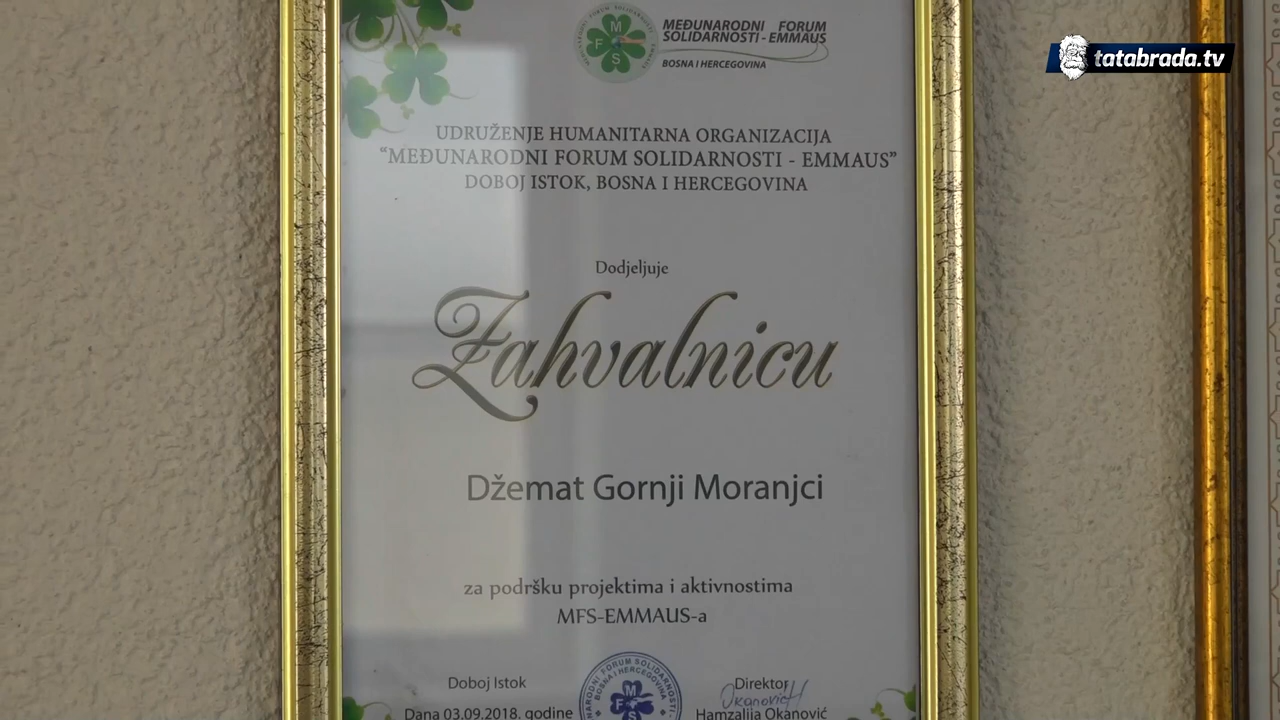 MEĐUNARODNI FORUM
SOLIDARNOSTI - EMMAUS
BOSNA I HERCEGOVINA
tatabrada.tv
UDRUŽENJE HUMANITARNA ORGANIZACIJA
“MEĐUNARODNI FORUM SOLIDARNOSTI - EMMAUS”
DOBOJ ISTOK, BOSNA I HERCEGOVINA
Dodjeljuje
Zahvalnicu
Džemat Gornji Moranjci
za podršku projektima i aktivnostima
MFS-EMMAUS-a
Doboj Istok
Dana 03.09.2018. godine
Direktor
Okanović H
Hamzalija Okanović